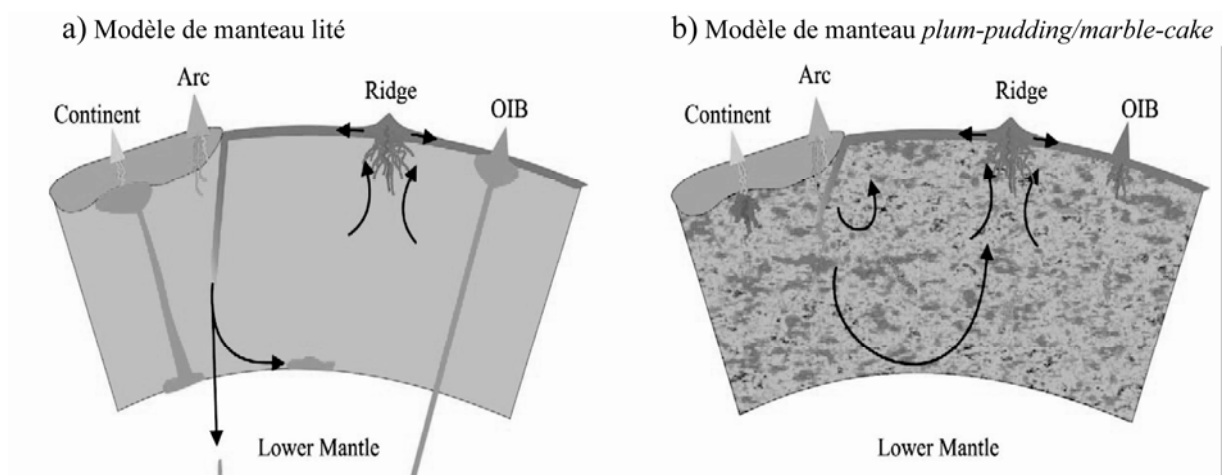 a) Modèle de manteau lité
Continent
Arc
Ridge
OIB
Lower Mantle
b) Modèle de manteau plum-pudding/marble-cake
Continent
Arc
Ridge
OIB
Lower Mantle